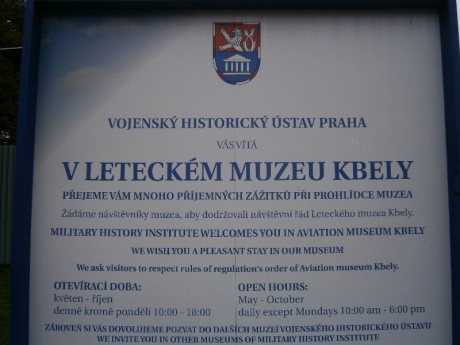 VOJENSKÝ HISTORICKÝ ÚSTAV PRAHA
VÁS VÍTÁ
V LETECKÉM MUZEU KBELY
PŘEJEME VÁM MNOHO PŘÍJEMNÝCH ZÁŽITKŮ PŘI PROHLÍDCE MUZEA
Žádáme návštěvníky muzea, aby dodržovali návštěvní řád Leteckého muzea Kbely.
MILITARY HISTORY INSTITUTE WELCOMES YOU IN AVIATION MUSEUM KBELY
WE WISH YOU A PLEASANT STAY IN OUR MUSEUM
We ask visitors to respect rules of regulation's order of Aviation museum Kbely.
OTEVÍRACÍ DOBA:
květen - říjen
denně kromě pondělí 10:00 - 18:00
OPEN HOURS:
May - October
daily except Mondays 10:00 am - 6:00 pm
ZÁROVEŇ SI VÁS DOVOLUJEME POZVAT DO DALŠÍCH MUZEÍ VOJENSKÉHO HISTORICKÉHO ÚSTAVU
WE INVITE YOU IN OTHER MUSEUMS OF MILITARY HISTORY INSTITUTE